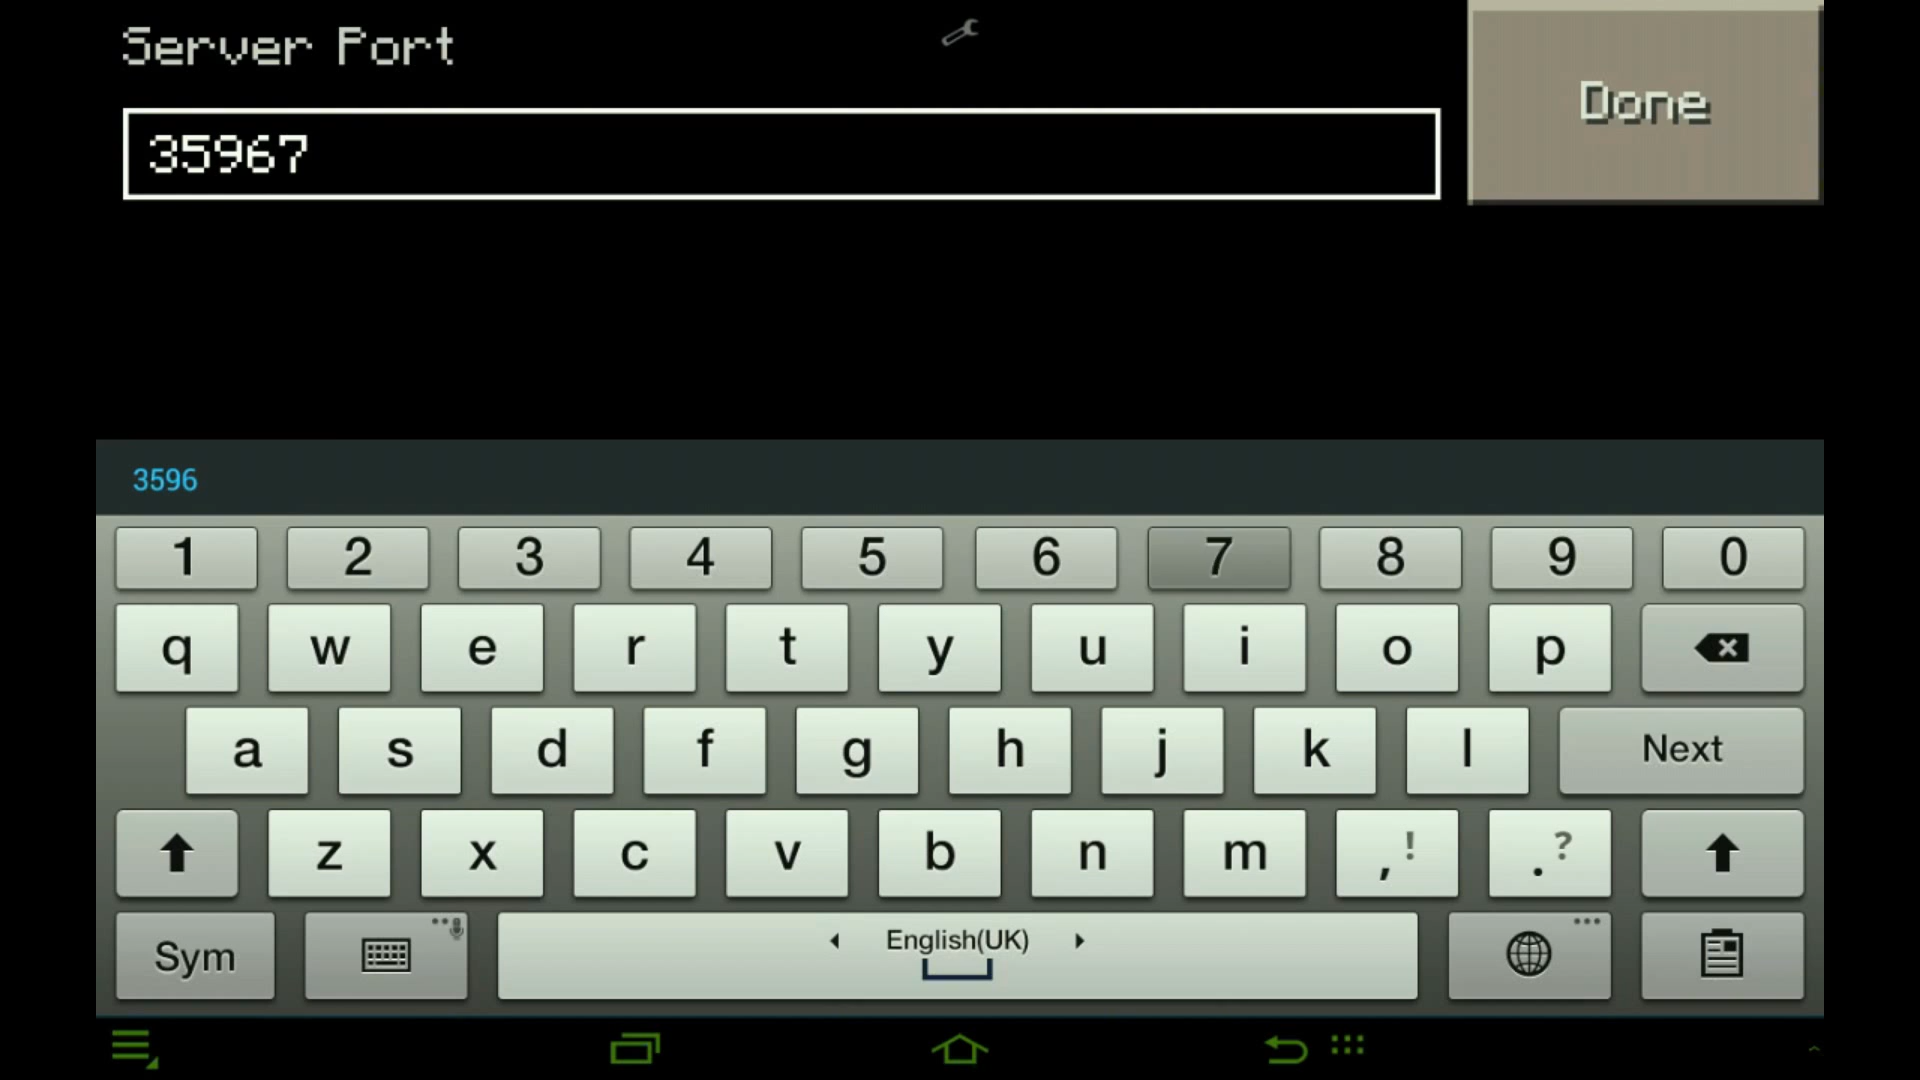 Server Port
Done
35967
3596
1 2 3 4 5 6 7 8 9 0
q w e r t y u i o p
a s d f g h j k l Next
z x c v b n m , ! . ?
Sym English(UK)